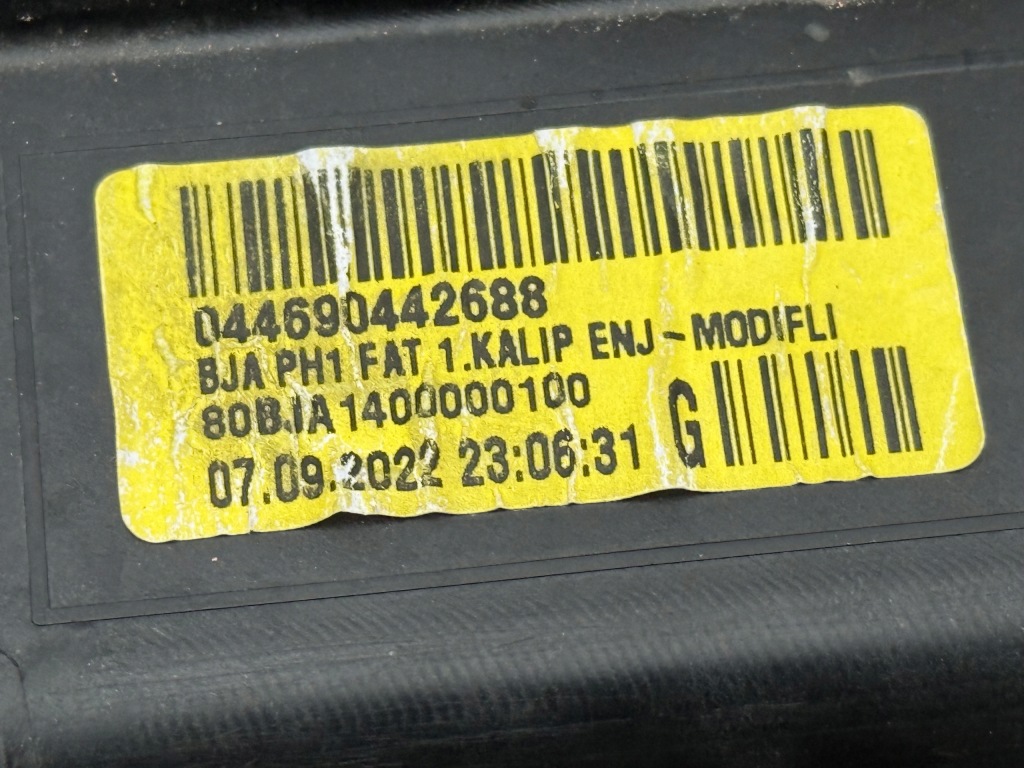 044690442688
BJA PH1 FAT 1.KALIP ENJ-MODIFLI
80BJA1400000100
07.09.2022 23:06:31 G